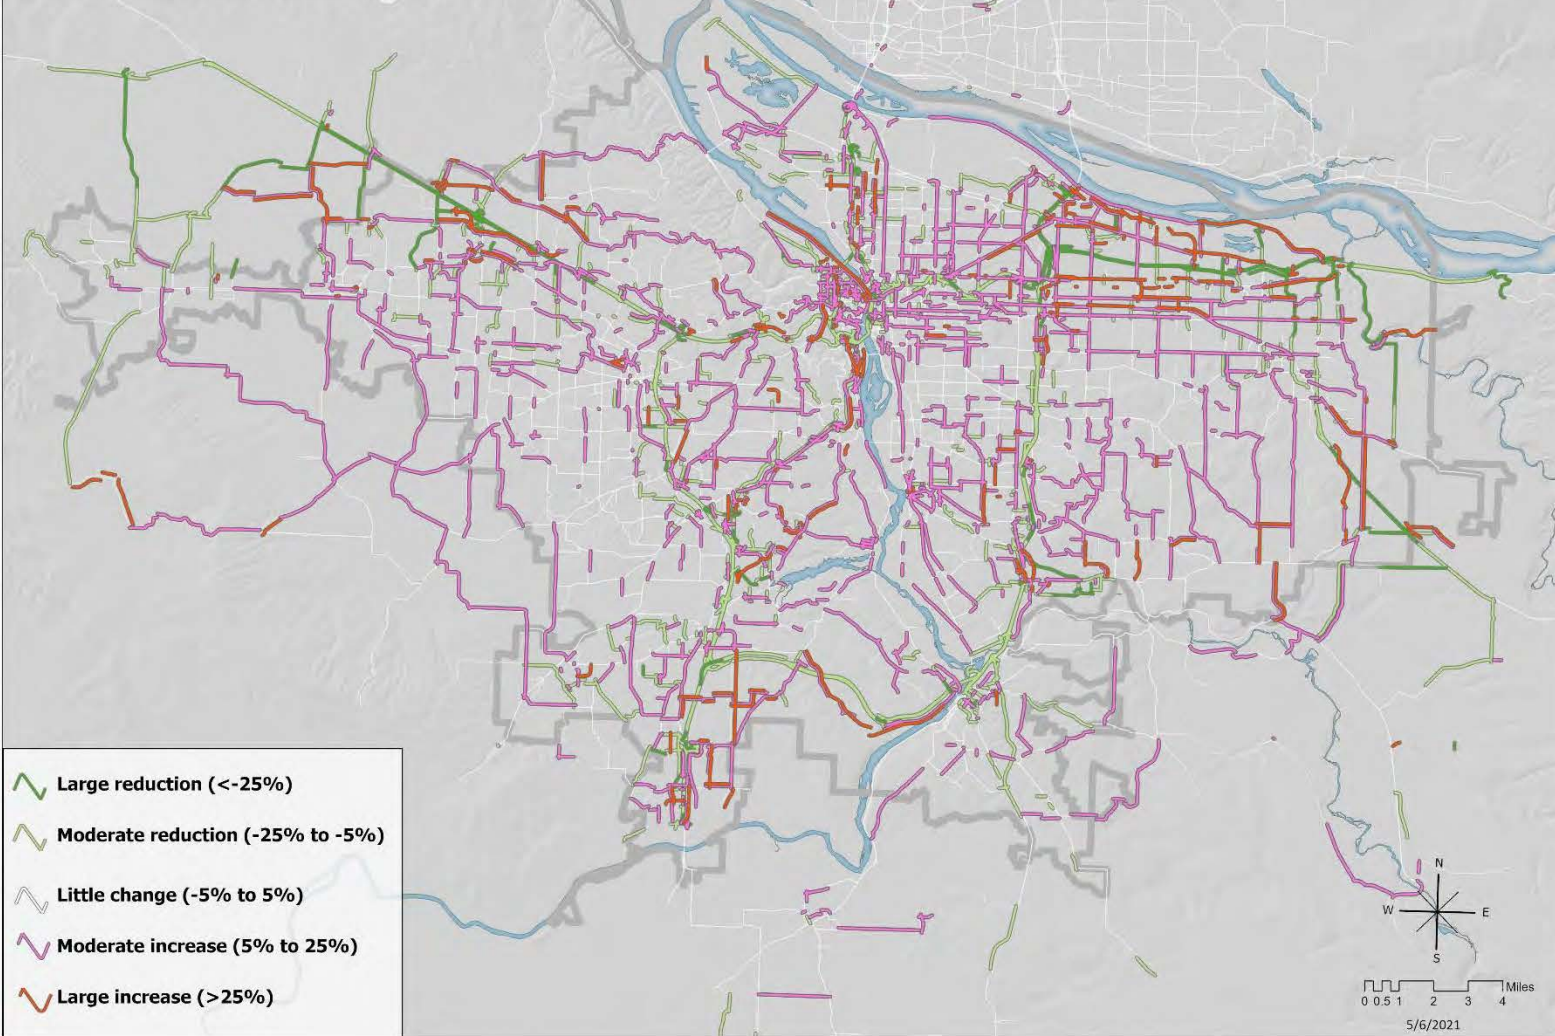 Large reduction (<-25%)
Moderate reduction (-25% to -5%)
Little change (-5% to 5%)
Moderate increase (5% to 25%)
Large increase (>25%)
N
W E
S
Miles
0 0.5 1 2 3 4
5/6/2021